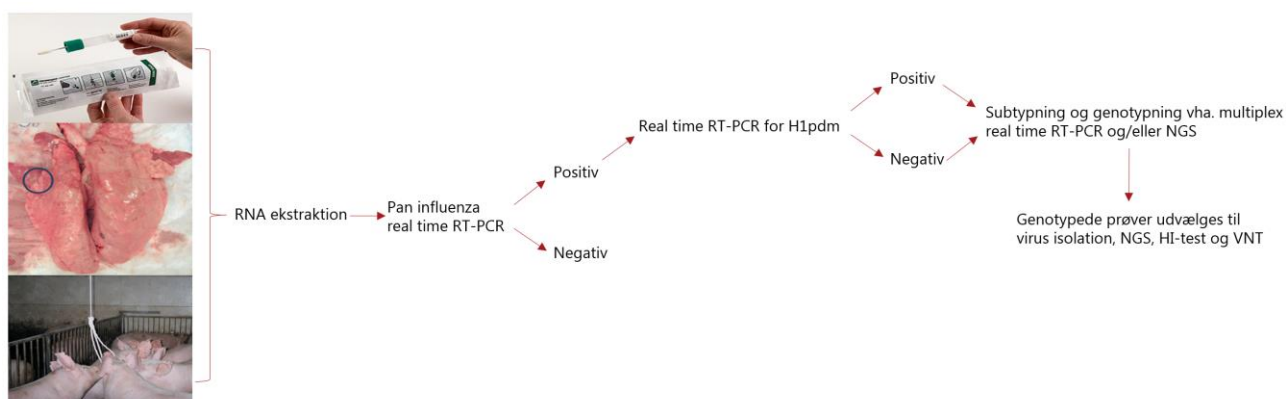 RNA ekstraktion
Pan influenza
real time RT-PCR
Positiv
Negativ
Real time RT-PCR for H1pdm
Positiv
Negativ
Subtypning og genotypning vha. multiplex
real time RT-PCR og/eller NGS
Genotypede prøver udvælges til
virus isolation, NGS, HI-test og VNT